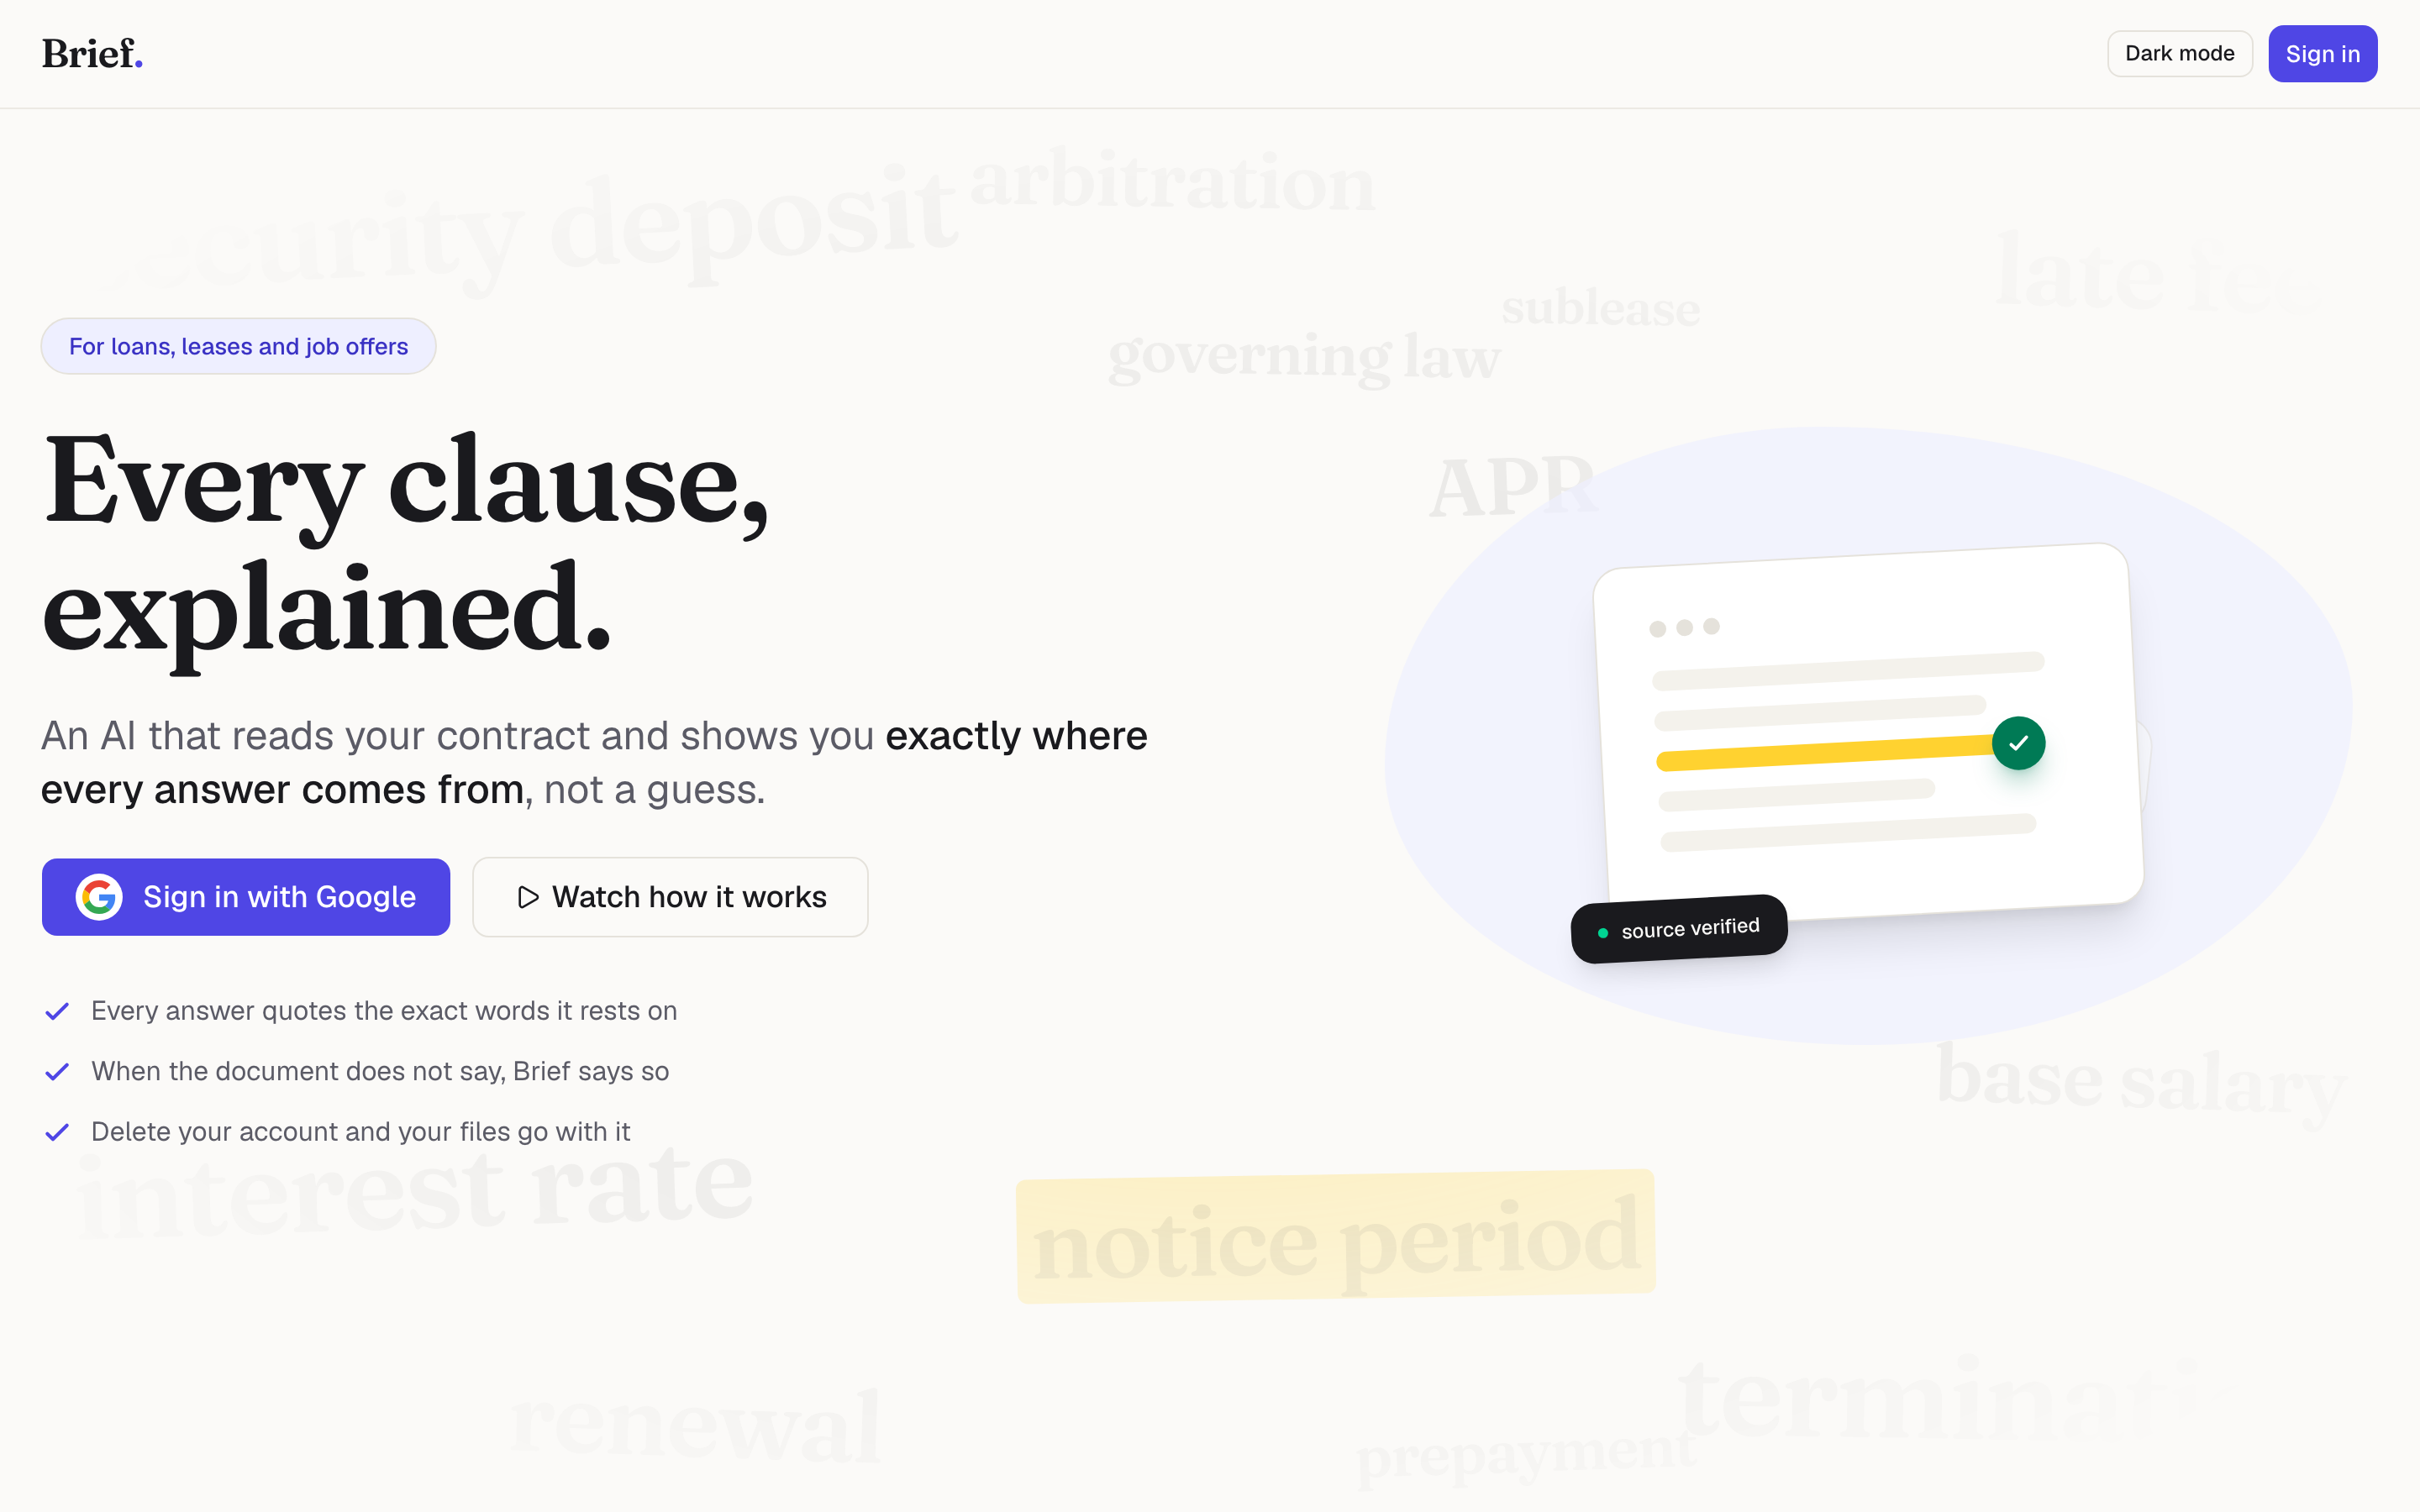 Brief.
Dark mode
Sign in
security deposit
arbitration
late fee
sublease
governing law
For loans, leases and job offers
APR
Every clause,
explained.
An AI that reads your contract and shows you exactly where
every answer comes from, not a guess.
Sign in with Google
Watch how it works
source verified
Every answer quotes the exact words it rests on
When the document does not say, Brief says so
Delete your account and your files go with it
base salary
interest rate
notice period
renewal
prepayment